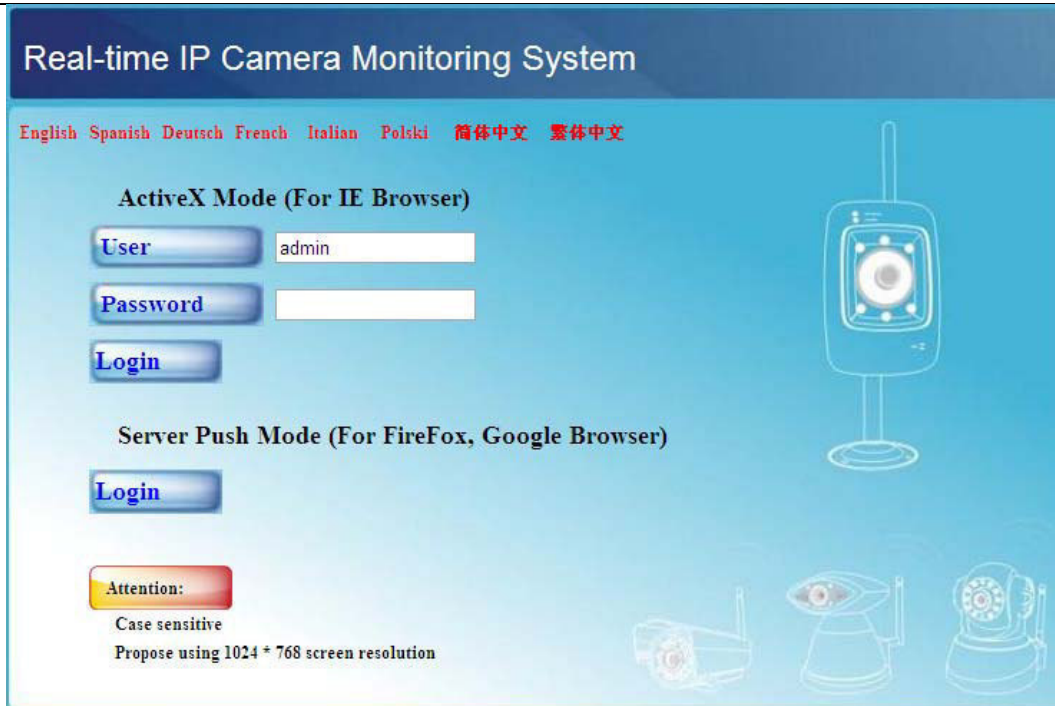 Real-time IP Camera Monitoring System
English Spanish Deutsch French Italian Polski 简体中文 繁体中文
ActiveX Mode (For IE Browser)
User admin
Password
Login
Server Push Mode (For FireFox, Google Browser)
Login
Attention:
Case sensitive
Propose using 1024 * 768 screen resolution